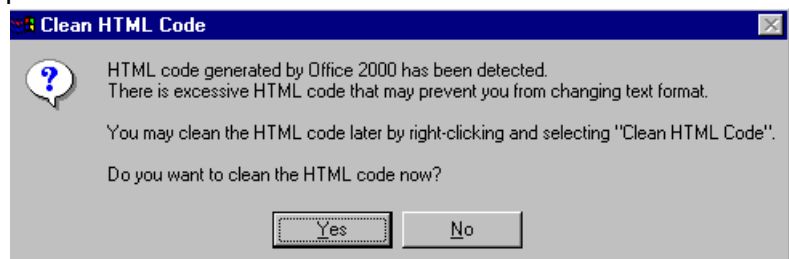 Clean HTML Code
HTML code generated by Office 2000 has been detected.
There is excessive HTML code that may prevent you from changing text format.
You may clean the HTML code later by right-clicking and selecting "Clean HTML Code".
Do you want to clean the HTML code now?
Yes No